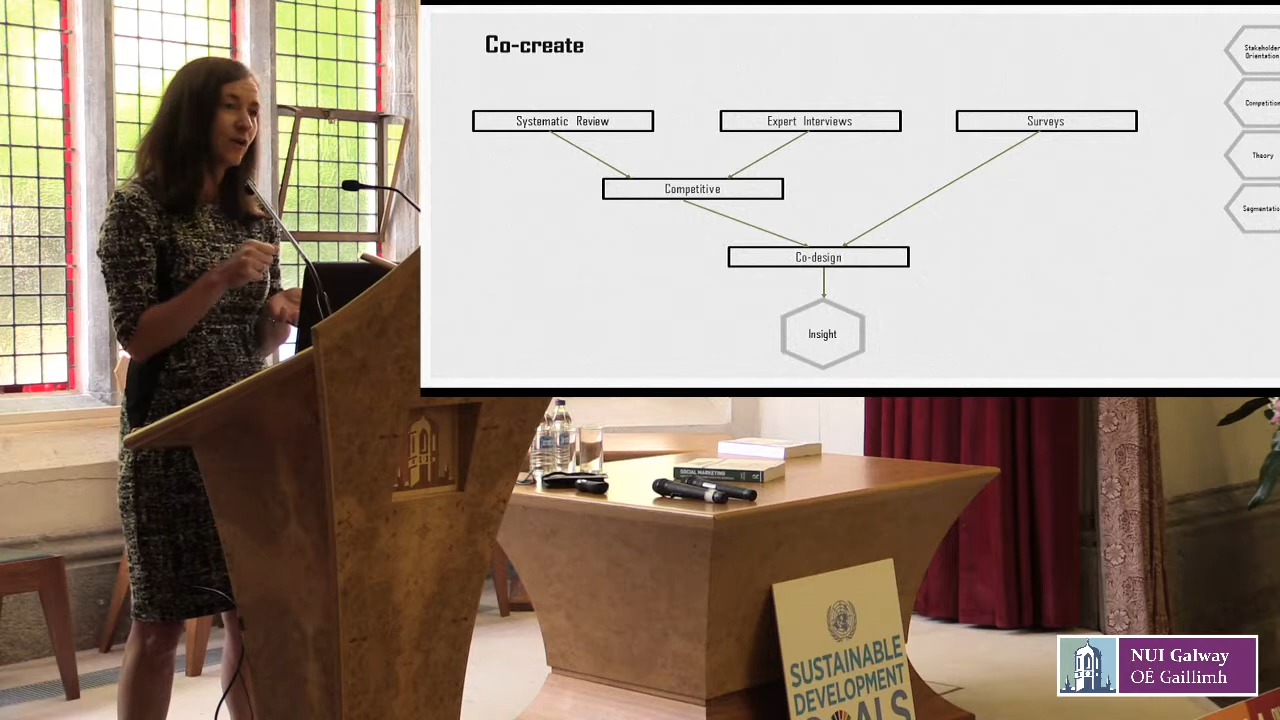 Co-create
Systematic Review
Expert Interviews
Surveys
Competitive
Co-design
Insight
Stakeholder
Orientation
Competition
Theory
Segmentatio
SOCIAL MARKETING
SUSTAINABLE
DEVELOPMENT
GOALS
NUI Galway
OÉ Gaillimh